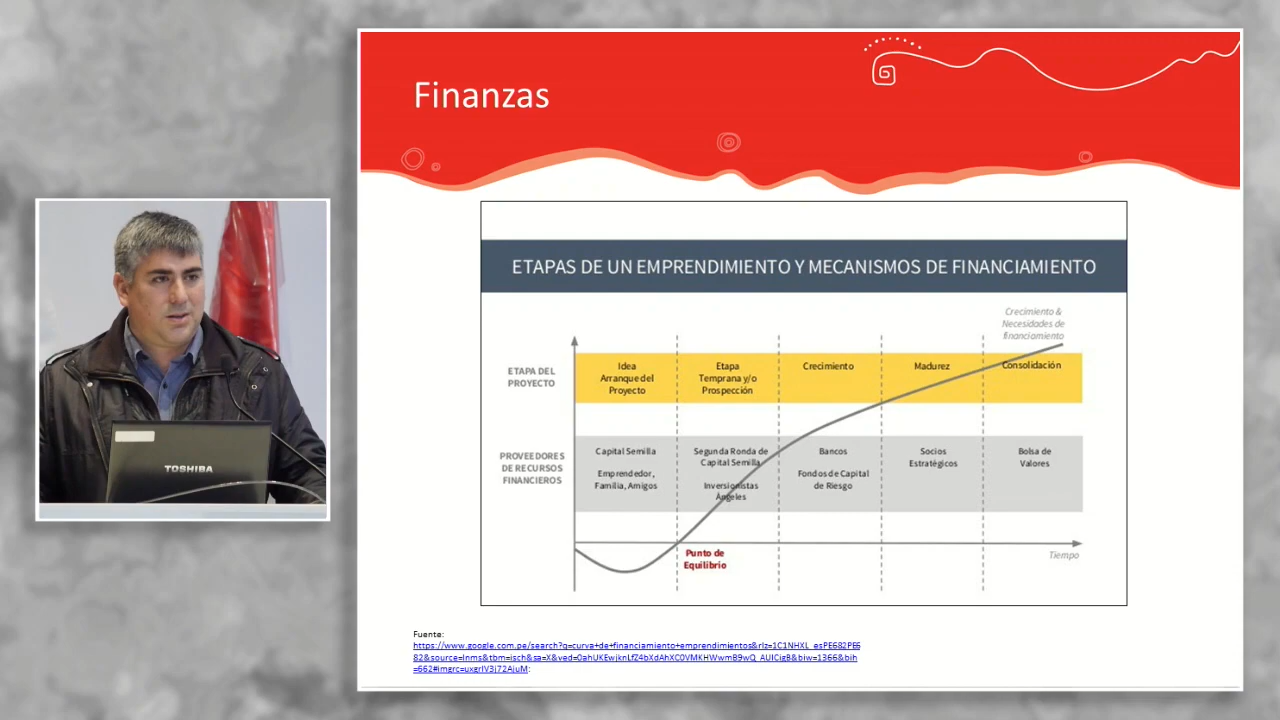 Finanzas
ETAPAS DE UN EMPRENDIMIENTO Y MECANISMOS DE FINANCIAMIENTO
Crecimiento &
Necesidades de
financiamiento
ETAPA DEL
PROYECTO
Idea
Arranque del
Proyecto
Etapa
Temprana y/o
Prospección
Crecimiento
Madurez
Consolidación
PROVEEDORES
DE RECURSOS
FINANCIEROS
Capital Semilla
Emprendedor,
Familia, Amigos
Segunda Ronda de
Capital Semilla
Inversionistas
Ángeles
Bancos
Fondos de Capital
de Riesgo
Socios
Estratégicos
Bolsa de
Valores
Punto de
Equilibrio
Tiempo
TOSHIBA
Fuente:
https://www.google.com.pe/search?q=curva+de+financiamiento+emprendimientos&rlz=1C1NHXL_esPE682PE6
82&source=lnms&tbm=isch&sa=X&ved=0ahUKEwjknLfZ4bXdAhXC0VMKHWwmB9wQ_AUICigB&biw=1366&bih
=662#imgrc=uxgrIV3j72AjuM: